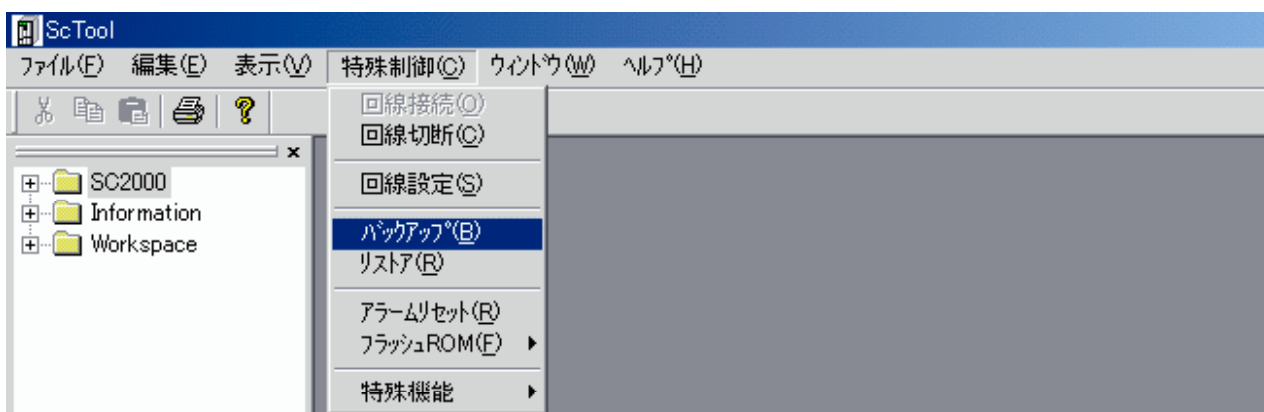 ScTool
ファイル(F) 編集(E) 表示(V) 特殊制御(C) ウィンドウ(W) ヘルプ(H)
回線接続(O)
回線切断(C)
回線設定(S)
バックアップ(B)
リストア(R)
アラームリセット(R)
フラッシュROM(F)
特殊機能
SC2000
Information
Workspace